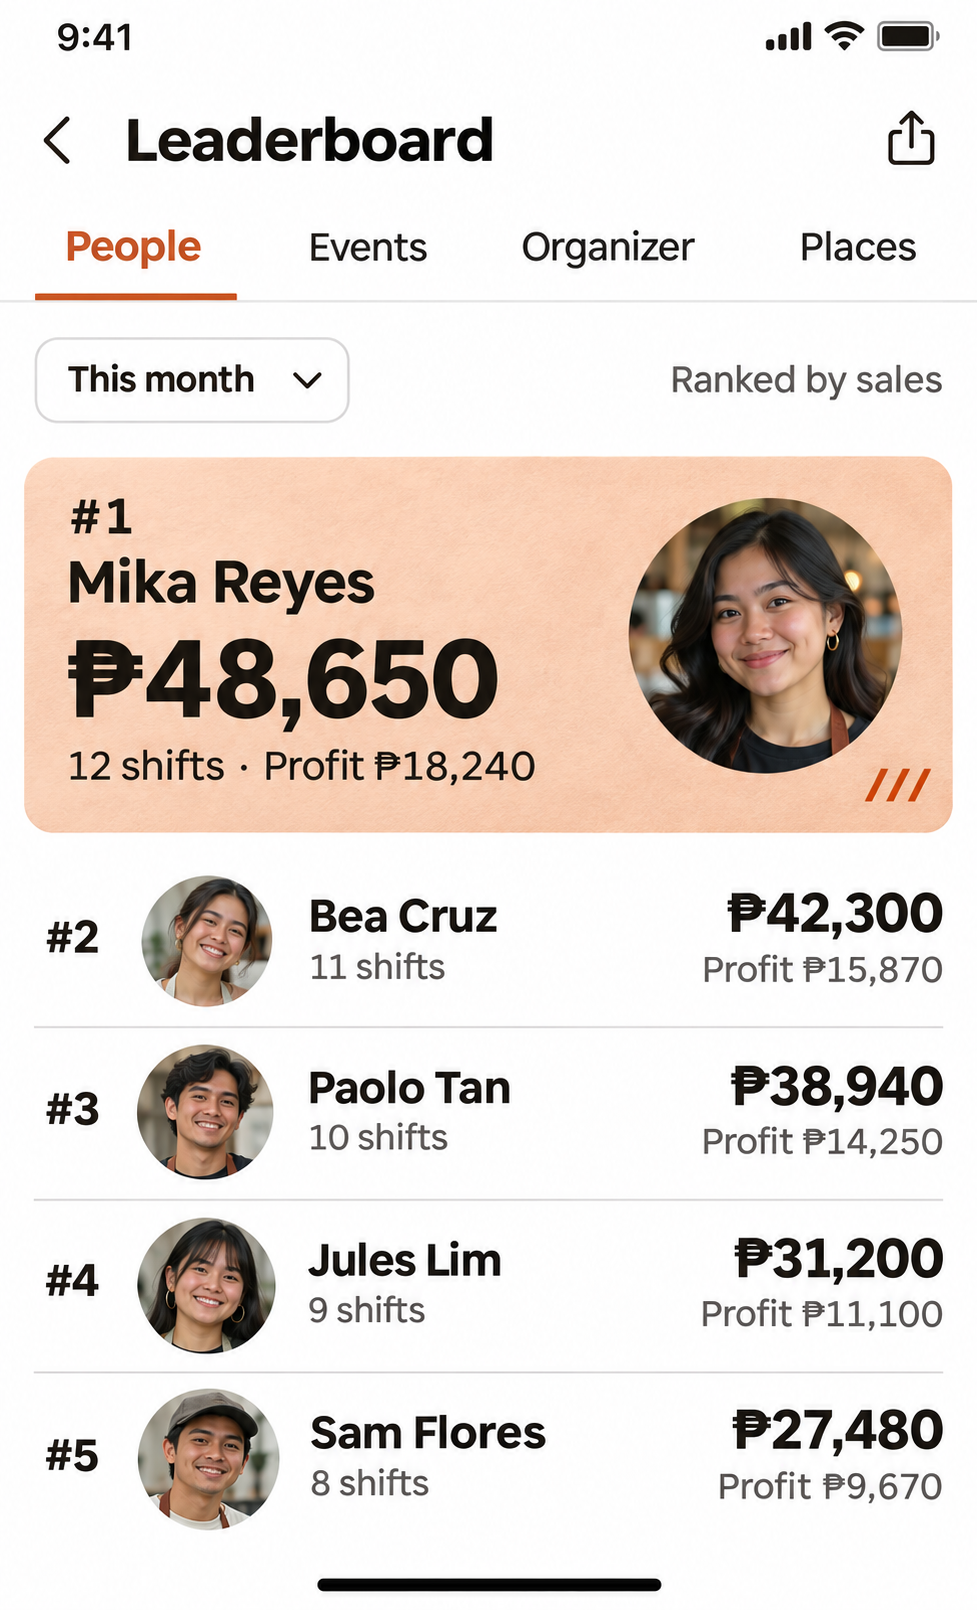 9:41
Leaderboard
People Events Organizer Places
This month
Ranked by sales
#1
Mika Reyes
₱48,650
12 shifts · Profit ₱18,240
#2
Bea Cruz
11 shifts
₱42,300
Profit ₱15,870
#3
Paolo Tan
10 shifts
₱38,940
Profit ₱14,250
#4
Jules Lim
9 shifts
₱31,200
Profit ₱11,100
#5
Sam Flores
8 shifts
₱27,480
Profit ₱9,670